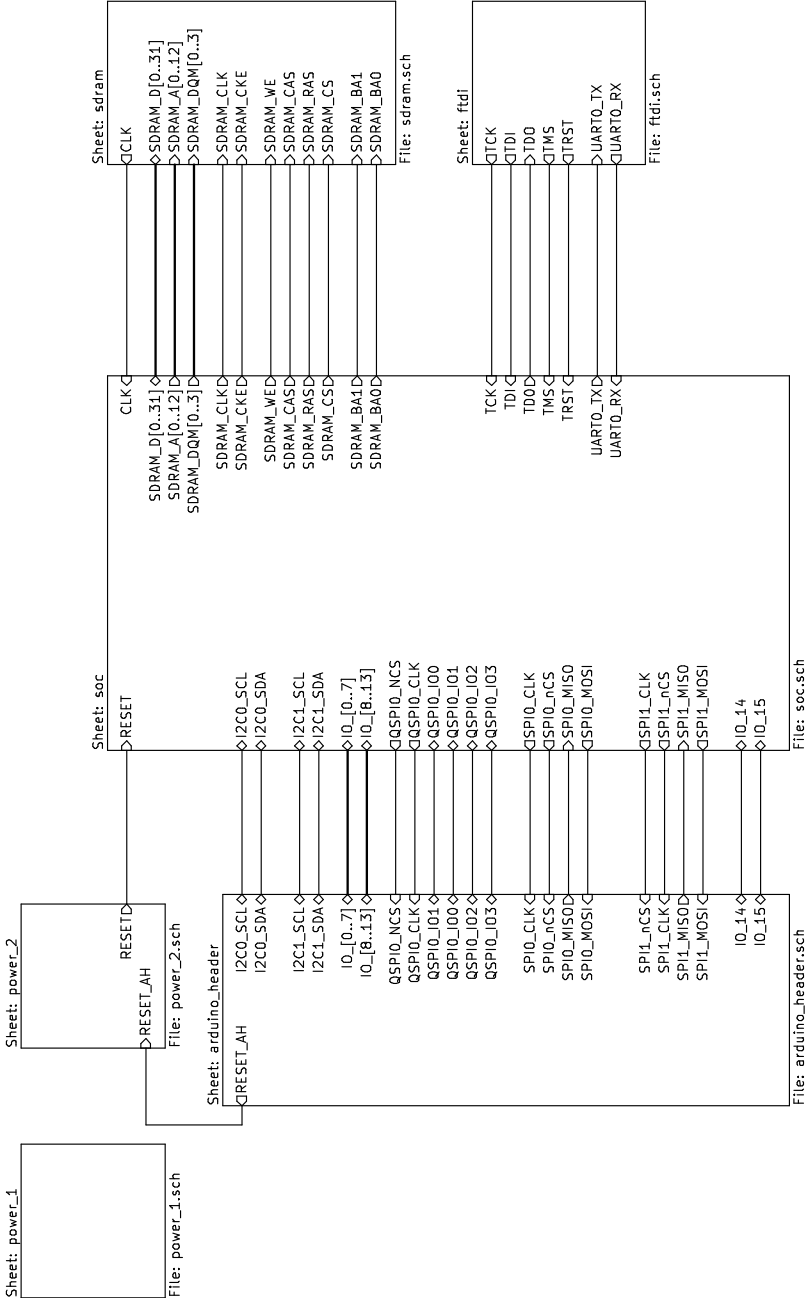 Sheet: power_1
File: power_1.sch
Sheet: power_2
RESET
RESET_AH
File: power_2.sch
Sheet: arduino_header
RESET_AH
I2C0_SCL
I2C0_SDA
I2C1_SCL
I2C1_SDA
IO_[0..7]
IO_[8..13]
QSPI0_NCS
QSPI0_CLK
QSPI0_IO1
QSPI0_IO0
QSPI0_IO2
QSPI0_IO3
SPI0_CLK
SPI0_nCS
SPI0_MISO
SPI0_MOSI
SPI1_nCS
SPI1_CLK
SPI1_MISO
SPI1_MOSI
IO_14
IO_15
File: arduino_header.sch
Sheet: soc
RESET
I2C0_SCL
I2C0_SDA
I2C1_SCL
I2C1_SDA
IO_[0..7]
IO_[8..13]
QSPI0_NCS
QSPI0_CLK
QSPI0_IO0
QSPI0_IO1
QSPI0_IO2
QSPI0_IO3
SPI0_CLK
SPI0_nCS
SPI0_MISO
SPI0_MOSI
SPI1_CLK
SPI1_nCS
SPI1_MISO
SPI1_MOSI
IO_14
IO_15
CLK
SDRAM_D[0..31]
SDRAM_A[0..12]
SDRAM_DQM[0..3]
SDRAM_CLK
SDRAM_CKE
SDRAM_WE
SDRAM_CAS
SDRAM_RAS
SDRAM_CS
SDRAM_BA1
SDRAM_BA0
TCK
TDI
TDO
TMS
TRST
UART0_TX
UART0_RX
File: soc.sch
Sheet: sdram
CLK
SDRAM_D[0..31]
SDRAM_A[0..12]
SDRAM_DQM[0..3]
SDRAM_CLK
SDRAM_CKE
SDRAM_WE
SDRAM_CAS
SDRAM_RAS
SDRAM_CS
SDRAM_BA1
SDRAM_BA0
File: sdram.sch
Sheet: ftdi
TCK
TDI
TDO
TMS
TRST
UART0_TX
UART0_RX
File: ftdi.sch